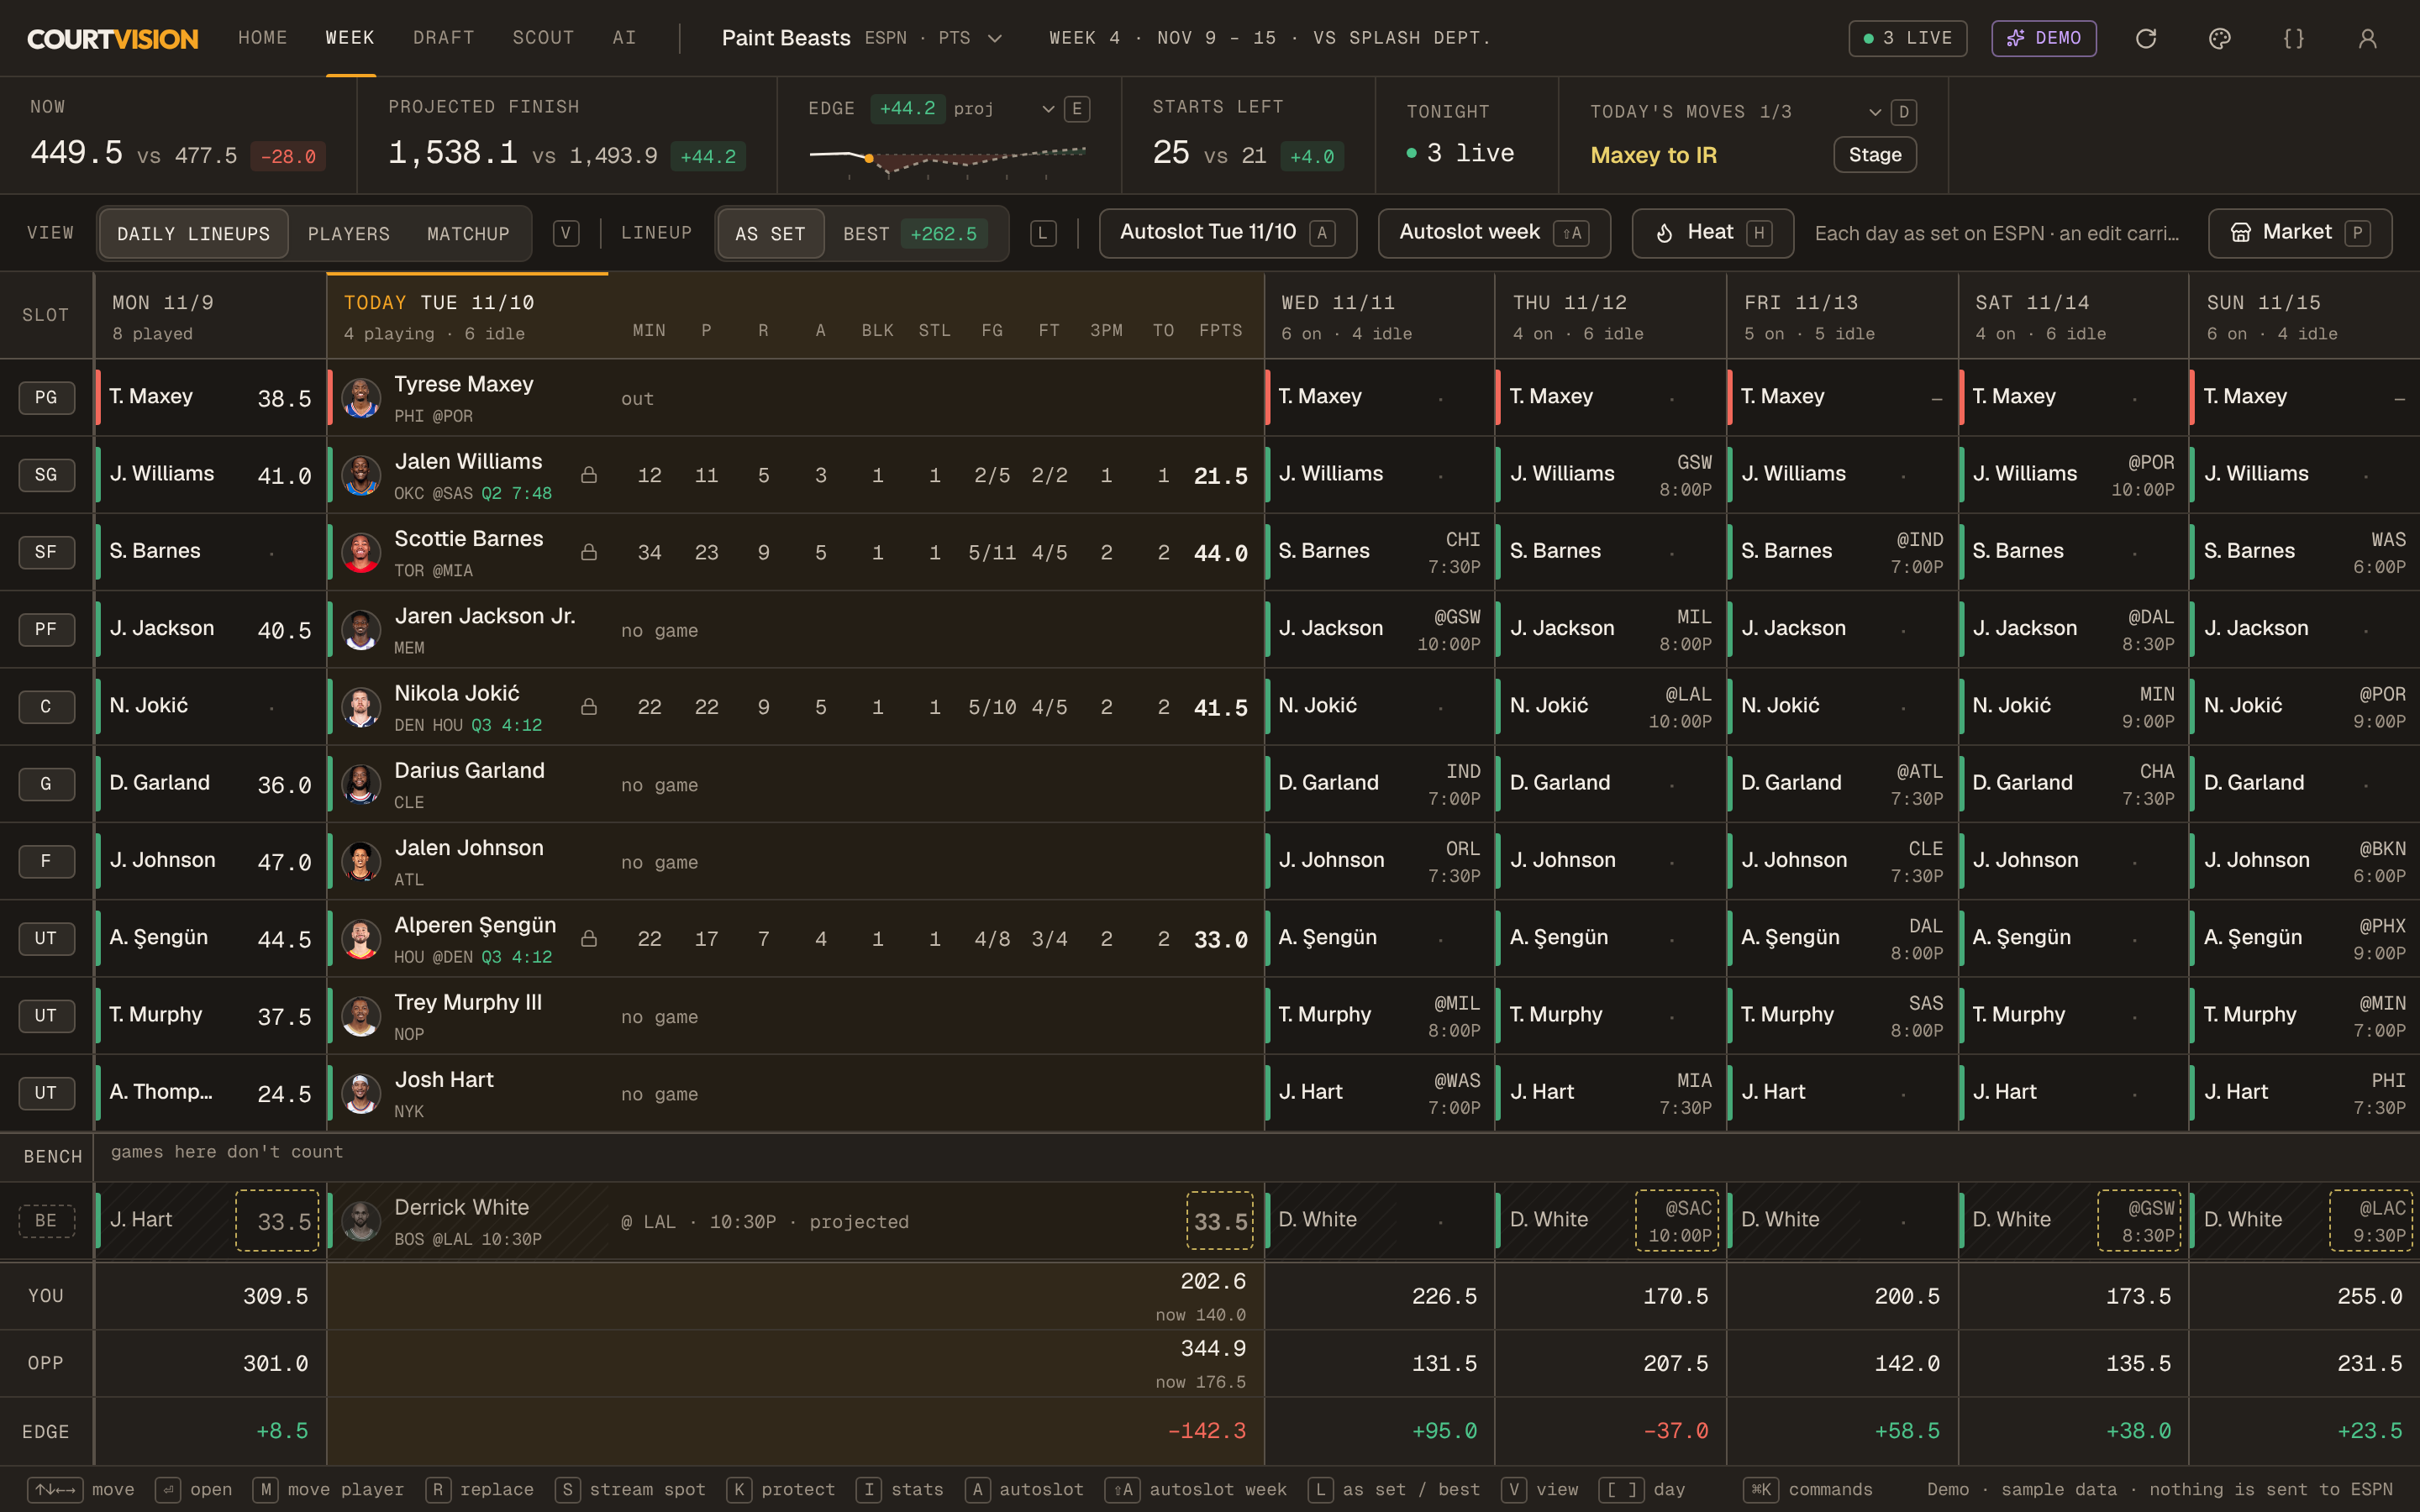 COURTVISION HOME WEEK DRAFT SCOUT AI Paint Beasts ESPN · PTS WEEK 4 · NOV 9 – 15 · VS SPLASH DEPT. 3 LIVE DEMO {}
NOW PROJECTED FINISH EDGE +44.2 proj E STARTS LEFT TONIGHT TODAY'S MOVES 1/3 D
449.5 vs 477.5 −28.0 1,538.1 vs 1,493.9 +44.2 25 vs 21 +4.0 3 live Maxey to IR Stage
VIEW DAILY LINEUPS PLAYERS MATCHUP V LINEUP AS SET BEST +262.5 L Autoslot Tue 11/10 A Autoslot week ⇧A Heat H Each day as set on ESPN · an edit carri… Market P
SLOT MON 11/9 TODAY TUE 11/10 WED 11/11 THU 11/12 FRI 11/13 SAT 11/14 SUN 11/15
8 played 4 playing · 6 idle MIN P R A BLK STL FG FT 3PM TO FPTS 6 on · 4 idle 4 on · 6 idle 5 on · 5 idle 4 on · 6 idle 6 on · 4 idle
PG T. Maxey 38.5 Tyrese Maxey out T. Maxey · T. Maxey · T. Maxey – T. Maxey · T. Maxey –
PHI @POR
SG J. Williams 41.0 Jalen Williams 12 11 5 3 1 1 2/5 2/2 1 1 21.5 J. Williams · J. Williams GSW J. Williams · J. Williams @POR J. Williams ·
OKC @SAS Q2 7:48 8:00P 10:00P
SF S. Barnes · Scottie Barnes 34 23 9 5 1 1 5/11 4/5 2 2 44.0 S. Barnes CHI S. Barnes · S. Barnes @IND S. Barnes · S. Barnes WAS
TOR @MIA 7:30P 7:00P 6:00P
PF J. Jackson 40.5 Jaren Jackson Jr. no game J. Jackson @GSW J. Jackson MIL J. Jackson · J. Jackson @DAL J. Jackson ·
MEM 10:00P 8:00P 8:30P
C N. Jokić · Nikola Jokić 22 22 9 5 1 1 5/10 4/5 2 2 41.5 N. Jokić · N. Jokić @LAL N. Jokić · N. Jokić MIN N. Jokić @POR
DEN HOU Q3 4:12 10:00P 9:00P 9:00P
G D. Garland 36.0 Darius Garland no game D. Garland IND D. Garland · D. Garland @ATL D. Garland CHA D. Garland ·
CLE 7:00P 7:30P 7:30P
F J. Johnson 47.0 Jalen Johnson no game J. Johnson ORL J. Johnson · J. Johnson CLE J. Johnson · J. Johnson @BKN
ATL 7:30P 7:30P 6:00P
UT A. Şengün 44.5 Alperen Şengün 22 17 7 4 1 1 4/8 3/4 2 2 33.0 A. Şengün · A. Şengün · A. Şengün DAL A. Şengün · A. Şengün @PHX
HOU @DEN Q3 4:12 8:00P 9:00P
UT T. Murphy 37.5 Trey Murphy III no game T. Murphy @MIL T. Murphy · T. Murphy SAS T. Murphy · T. Murphy @MIN
NOP 8:00P 8:00P 7:00P
UT A. Thomp… 24.5 Josh Hart no game J. Hart @WAS J. Hart MIA J. Hart · J. Hart · J. Hart PHI
NYK 7:00P 7:30P 7:30P
BENCH games here don't count
BE J. Hart 33.5 Derrick White @ LAL · 10:30P · projected 33.5 D. White · D. White @SAC D. White · D. White @GSW D. White @LAC
BOS @LAL 10:30P 10:00P 8:30P 9:30P
YOU 309.5 202.6 226.5 170.5 200.5 173.5 255.0
now 140.0
OPP 301.0 344.9 131.5 207.5 142.0 135.5 231.5
now 176.5
EDGE +8.5 −142.3 +95.0 −37.0 +58.5 +38.0 +23.5
↑↓←→ move ⏎ open M move player R replace S stream spot K protect I stats A autoslot ⇧A autoslot week L as set / best V view [ ] day ⌘K commands Demo · sample data · nothing is sent to ESPN